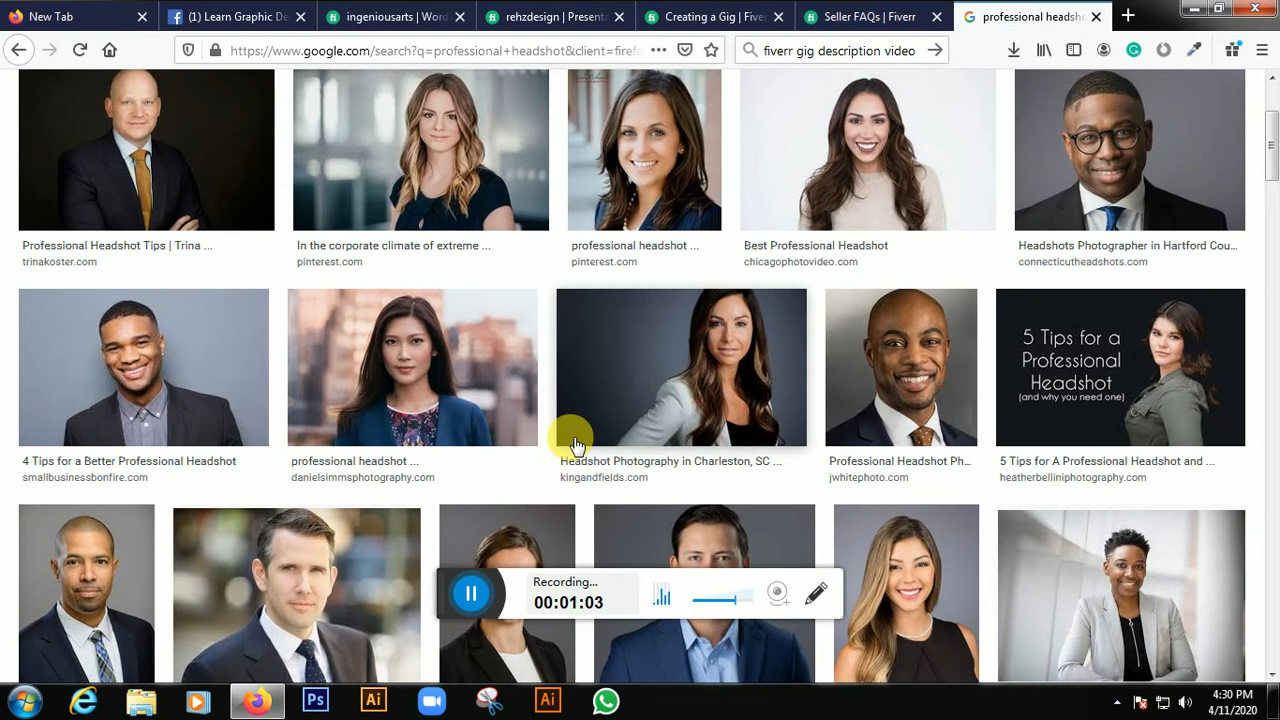 New Tab
(1) Learn Graphic De
ingeniousarts | Word
rehzdesign | Presenta
Creating a Gig | Fiver
Seller FAQs | Fiverr
professional headsho
https://www.google.com/search?q=professional+headshot&client=firefo
fiverr gig description video
Professional Headshot Tips | Trina ...
trinakoster.com
In the corporate climate of extreme ...
pinterest.com
professional headshot ...
pinterest.com
Best Professional Headshot
chicagophotovideo.com
Headshots Photographer in Hartford Cou...
connecticutheadshots.com
5 Tips for a
Professional
Headshot
(and why you need one)
4 Tips for a Better Professional Headshot
smallbusinessbonfire.com
professional headshot ...
danielsimmsphotography.com
Headshot Photography in Charleston, SC ...
kingandfields.com
Professional Headshot Ph...
jwhitephoto.com
5 Tips for A Professional Headshot and ...
heatherbelliniphotography.com
Recording...
00:01:03
Ps
Ai
Ai
4:30 PM
4/11/2020